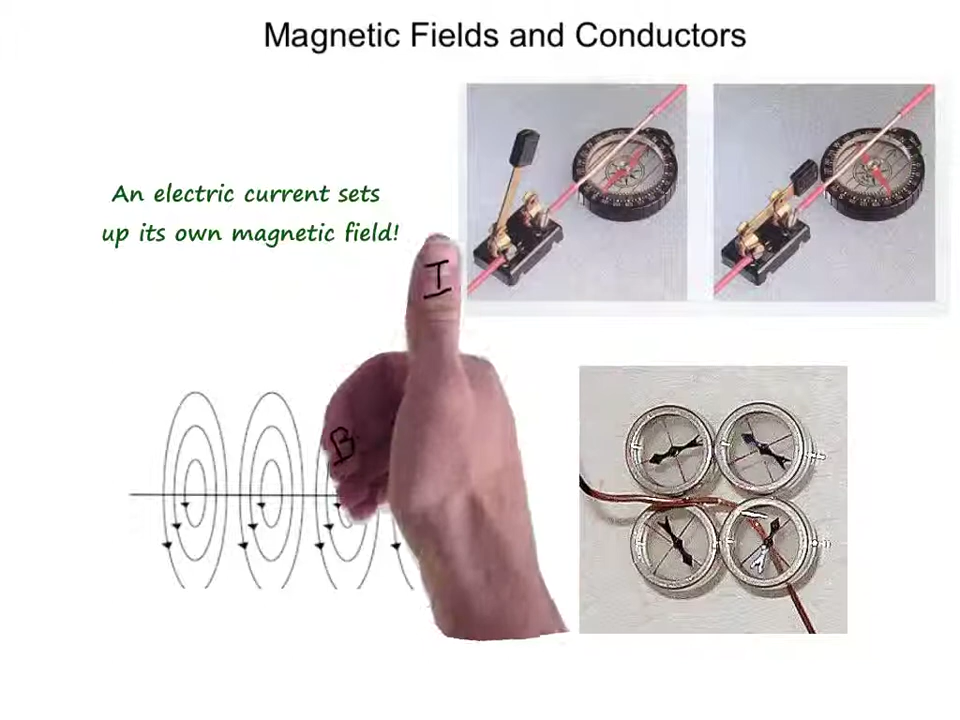 Magnetic Fields and Conductors
An electric current sets
up its own magnetic field!
I
B